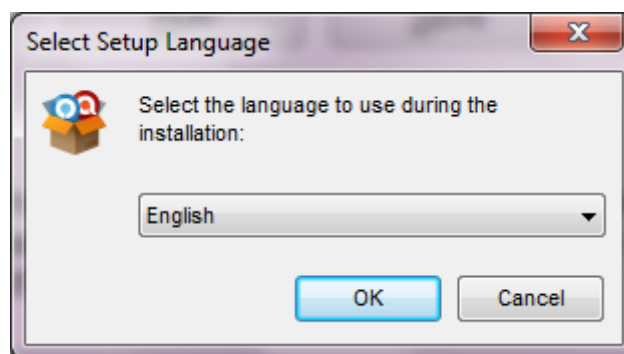 Select Setup Language
Select the language to use during the
installation:
English
OK
Cancel